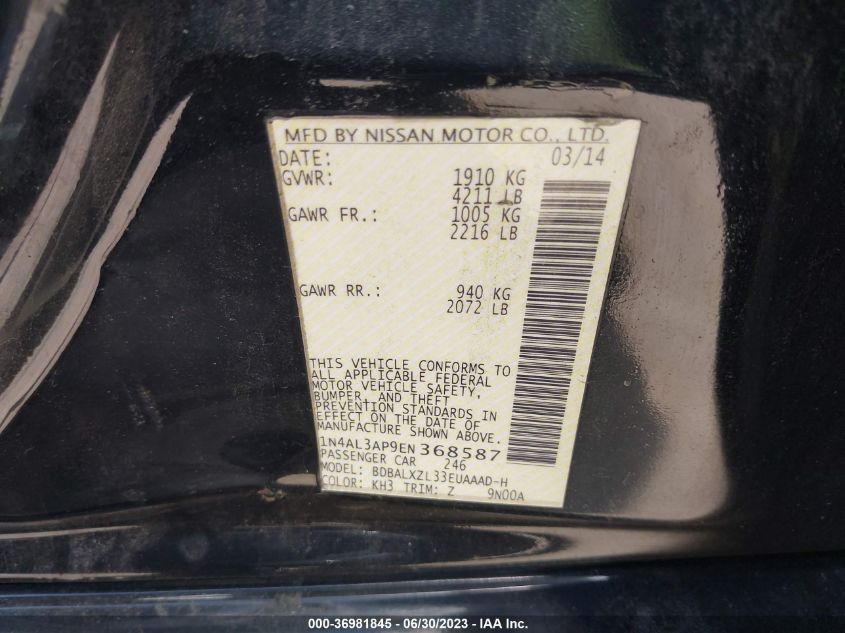 MFD BY NISSAN MOTOR CO., LTD.
DATE: 03/14
GVWR: 1910 KG
4211 LB
GAWR FR.: 1005 KG
2216 LB
GAWR RR.: 940 KG
2072 LB
THIS VEHICLE CONFORMS TO
ALL APPLICABLE FEDERAL
MOTOR VEHICLE SAFETY,
BUMPER, AND THEFT
PREVENTION STANDARDS IN
EFFECT ON THE DATE OF
MANUFACTURE SHOWN ABOVE.
1N4AL3AP9EN368587
PASSENGER CAR 246
MODEL: BDBALXZL33EUAAAD-H
COLOR: KH3 TRIM: Z 9N00A
000-36981845 - 06/30/2023 - © IAA Inc.